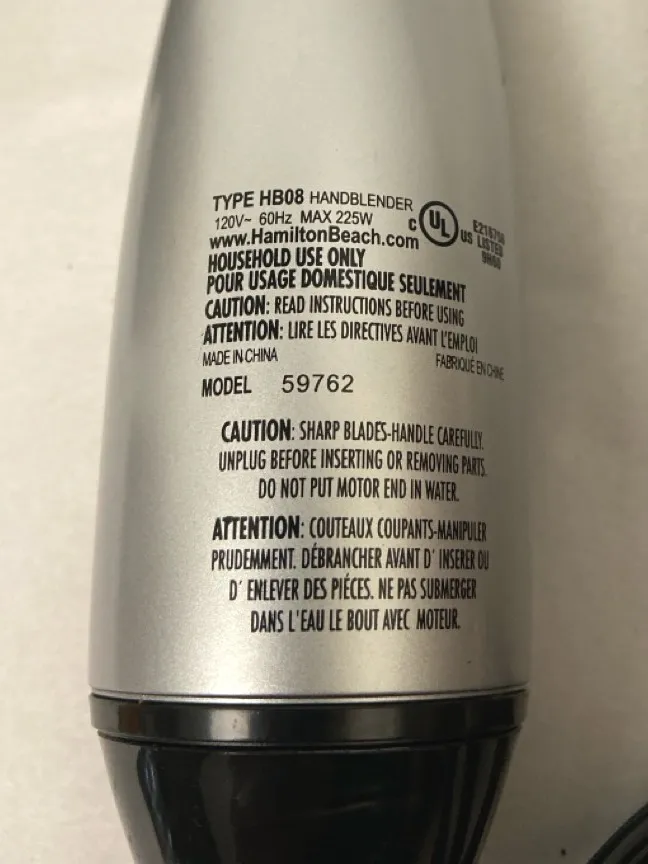 TYPE HB08 HANDBLENDER
120V~ 60Hz MAX 225W
www.HamiltonBeach.com
C UL US LISTED
HOUSEHOLD USE ONLY
POUR USAGE DOMESTIQUE SEULEMENT
CAUTION: READ INSTRUCTIONS BEFORE USING
ATTENTION: LIRE LES DIRECTIVES AVANT L'EMPLOI
MADE IN CHINA FABRIQUÉ EN CHINE
MODEL 59762
CAUTION: SHARP BLADES-HANDLE CAREFULLY.
UNPLUG BEFORE INSERTING OR REMOVING PARTS.
DO NOT PUT MOTOR END IN WATER.
ATTENTION: COUTEAUX COUPANTS-MANIPULER
PRUDEMMENT. DÉBRANCHER AVANT D' INSERER OU
D' ENLEVER DES PIÉCES. NE PAS SUBMERGER
DANS L'EAU LE BOUT AVEC MOTEUR.